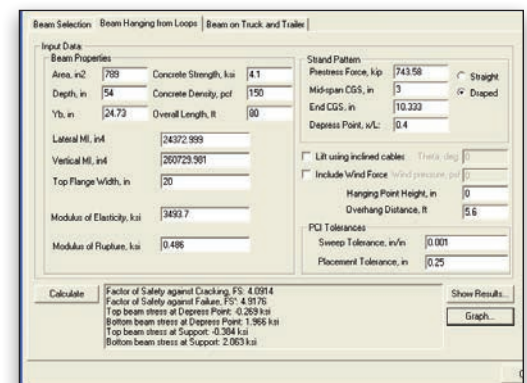 Beam Selection Beam Hanging from Loops Beam on Truck and Trailer
Input Data:
Beam Properties
Area, in2 789 Concrete Strength, ksi 4.1
Depth, in 54 Concrete Density, pcf 150
Yb, in 24.73 Overall Length, ft 80
Lateral MI, in4 24372.999
Vertical MI, in4 260729.981
Top Flange Width, in 20
Modulus of Elasticity, ksi 3493.7
Modulus of Rupture, ksi 0.486
Strand Pattern
Prestress Force, kip 743.58 Straight
Mid-span CGS, in 3 Draped
End CGS, in 10.333
Depress Point, x/L: 0.4
Lift using inclined cables Theta, deg 0
Include Wind Force Wind pressure, psf 0
Hanging Point Height, in 0
Overhang Distance, ft 5.6
PCI Tolerances
Sweep Tolerance, in/in 0.001
Placement Tolerance, in 0.25
Calculate
Factor of Safety against Cracking, FS: 4.0914
Factor of Safety against Failure, FS': 4.9176
Top beam stress at Depress Point: -0.269 ksi
Bottom beam stress at Depress Point: 1.966 ksi
Top beam stress at Support: -0.384 ksi
Bottom beam stress at Support: 2.063 ksi
Show Results...
Graph...